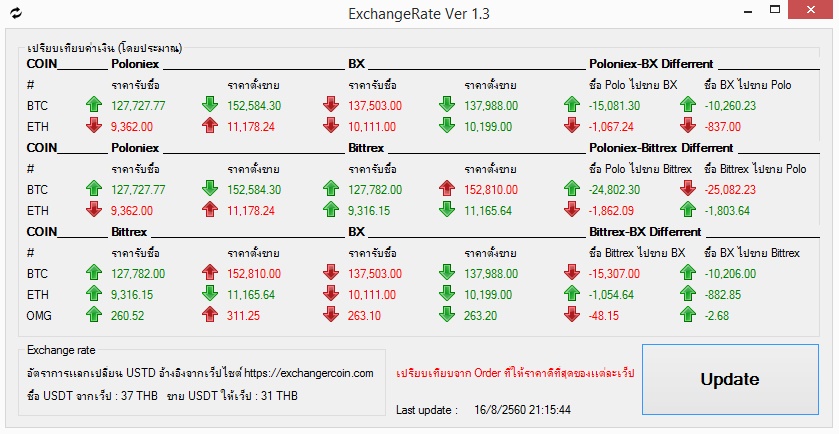 ExchangeRate Ver 1.3
เปรียบเทียบค่าเงิน (โดยประมาณ)
COIN Poloniex BX Poloniex-BX Differrent
# ราคารับซื้อ ราคาตั้งขาย ราคารับซื้อ ราคาตั้งขาย ซื้อ Polo ไปขาย BX ซื้อ BX ไปขาย Polo
BTC 127,727.77 152,584.30 137,503.00 137,988.00 -15,081.30 -10,260.23
ETH 9,362.00 11,178.24 10,111.00 10,199.00 -1,067.24 -837.00
COIN Poloniex Bittrex Poloniex-Bittrex Differrent
# ราคารับซื้อ ราคาตั้งขาย ราคารับซื้อ ราคาตั้งขาย ซื้อ Polo ไปขาย Bittrex ซื้อ Bittrex ไปขาย Polo
BTC 127,727.77 152,584.30 127,782.00 152,810.00 -24,802.30 -25,082.23
ETH 9,362.00 11,178.24 9,316.15 11,165.64 -1,862.09 -1,803.64
COIN Bittrex BX Bittrex-BX Differrent
# ราคารับซื้อ ราคาตั้งขาย ราคารับซื้อ ราคาตั้งขาย ซื้อ Bittrex ไปขาย BX ซื้อ BX ไปขาย Bittrex
BTC 127,782.00 152,810.00 137,503.00 137,988.00 -15,307.00 -10,206.00
ETH 9,316.15 11,165.64 10,111.00 10,199.00 -1,054.64 -882.85
OMG 260.52 311.25 263.10 263.20 -48.15 -2.68
Exchange rate
อัตราการแลกเปลี่ยน USTD อ้างอิงจากเว็ปไซต์ https://exchangercoin.com
ซื้อ USDT จากเว็ป : 37 THB ขาย USDT ให้เว็ป : 31 THB
เปรียบเทียบจาก Order ที่ให้ราคาดีที่สุดของแต่ละเว็ป
Last update : 16/8/2560 21:15:44
Update